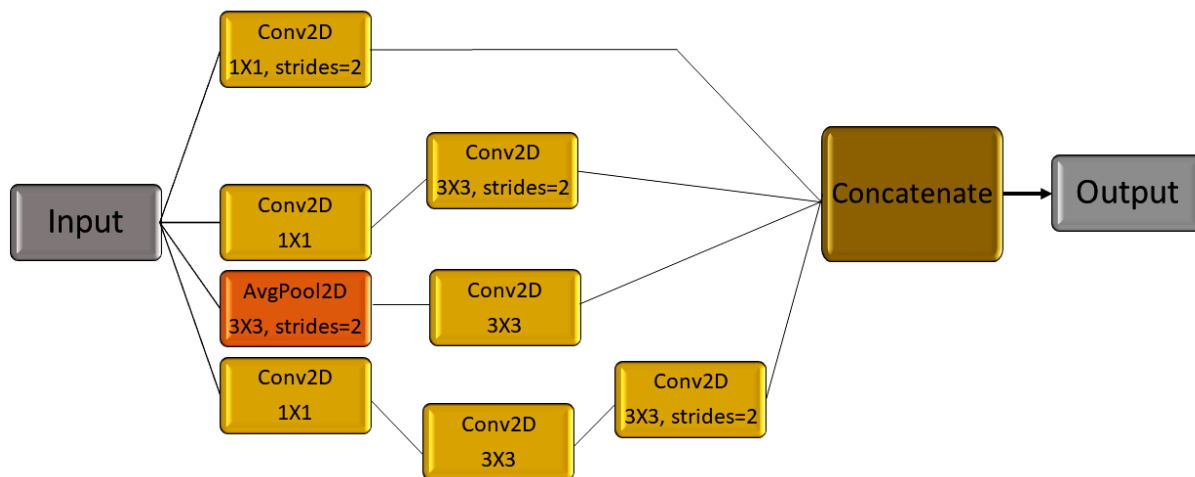 Input
Conv2D
1X1, strides=2
Conv2D
1X1
Conv2D
3X3, strides=2
AvgPool2D
3X3, strides=2
Conv2D
3X3
Conv2D
1X1
Conv2D
3X3
Conv2D
3X3, strides=2
Concatenate
Output